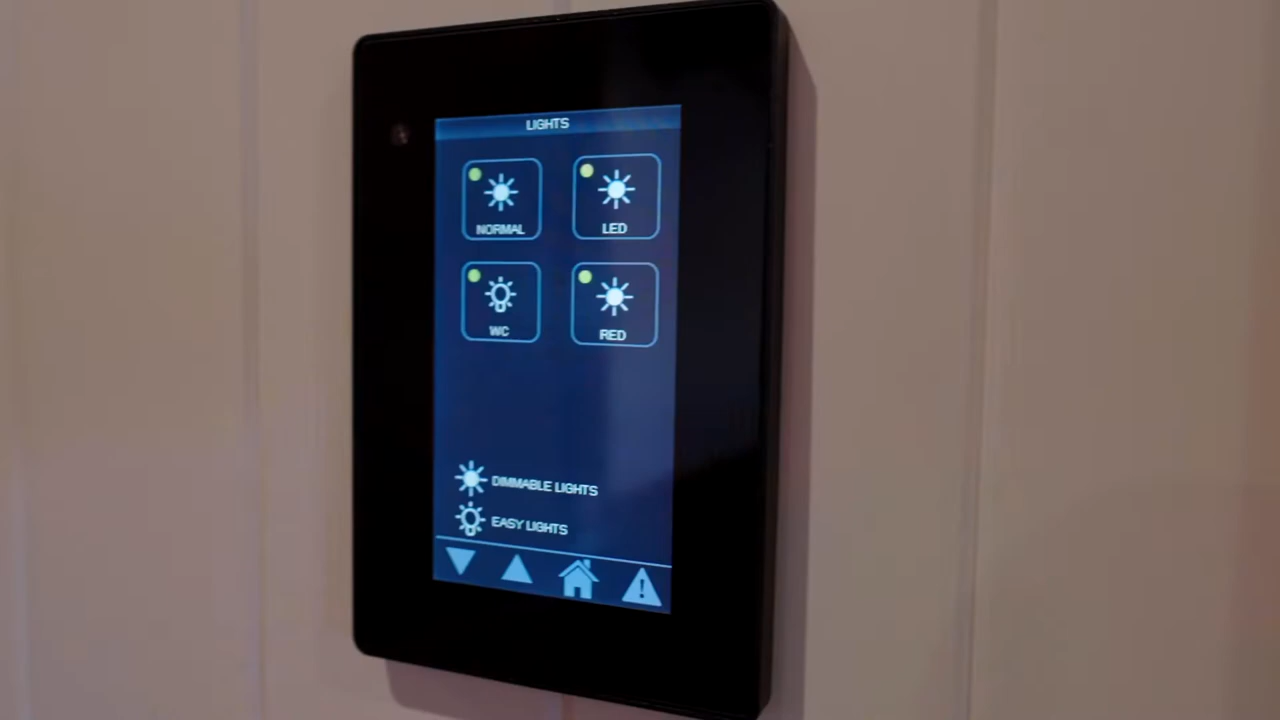 LIGHTS
NORMAL
LED
WC
RED
DIMMABLE LIGHTS
EASY LIGHTS